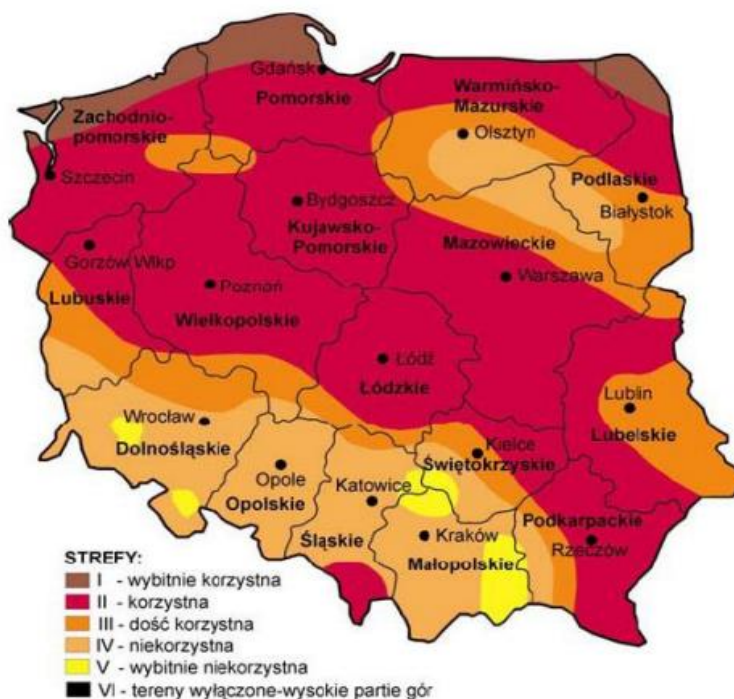 Gdańsk
Pomorskie
Warmińsko-
Mazurskie
Zachodnio-
pomorskie
Olsztyn
Szczecin
Podlaskie
Bydgoszcz
Białystok
Kujawsko-
Pomorskie
Mazowieckie
Gorzów Wlkp
Lubuskie
Poznoń
Warszawa
Wielkopolskie
Łódź
Łódzkie
Lublin
Wrocław
Lubelskie
Dolnośląskie
Kielce
Świętokrzyskie
Opole
Katowice
Opolskie
Podkarpackie
Kraków
Rzeczów
Śląskie
Małopolskie
STREFY:
I - wybitnie korzystna
II - korzystna
III - dość korzystna
IV - niekorzystna
V - wybitnie niekorzystna
VI - tereny wyłączone-wysokie partie gór